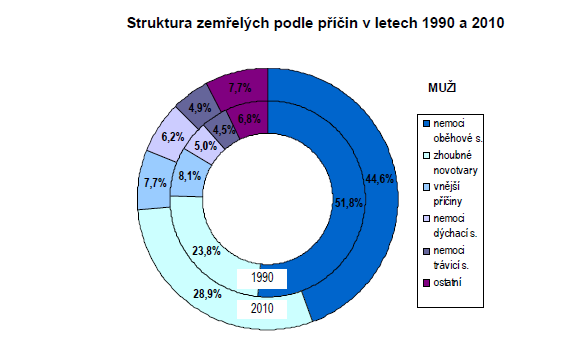 Struktura zemřelých podle příčin v letech 1990 a 2010
MUŽI
7,7%
4,9%
6,8%
4,5%
6,2%
5,0%
7,7%
8,1%
44,6%
51,8%
23,8%
1990
28,9%
2010
nemoci
oběhové s.
zhoubné
novotvary
vnější
příčiny
nemoci
dýchací s.
nemoci
trávicí s.
ostatní